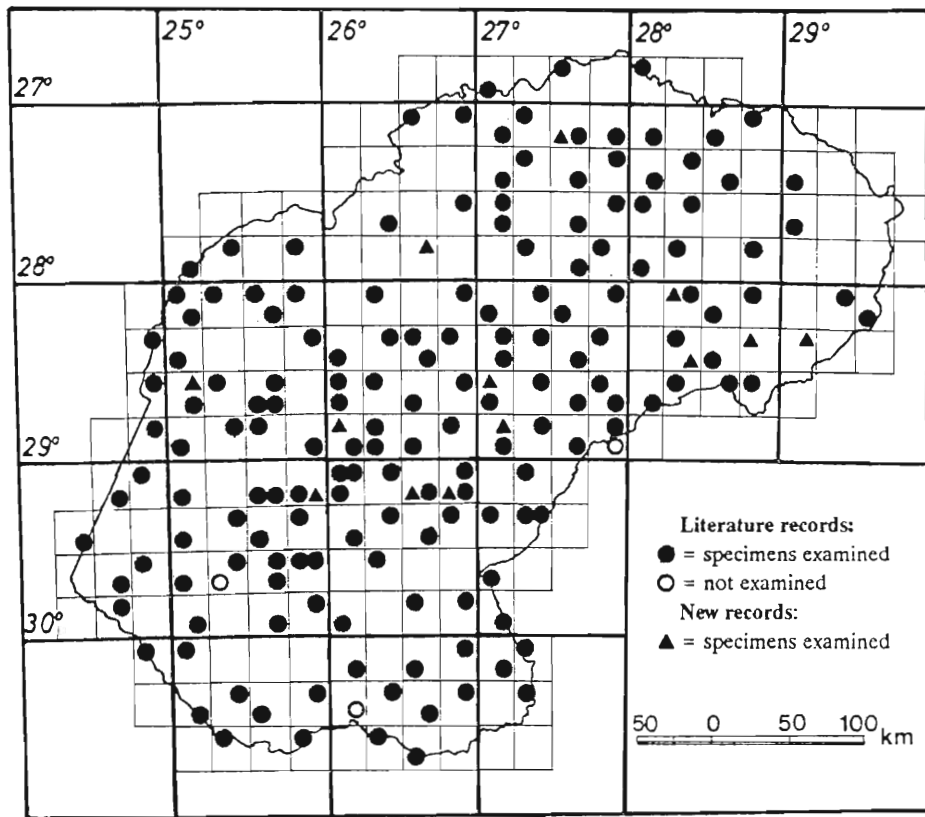 25° 26° 27° 28° 29°
27°
28°
29°
30°
Literature records:
● = specimens examined
○ = not examined
New records:
▲ = specimens examined
50 0 50 100 km